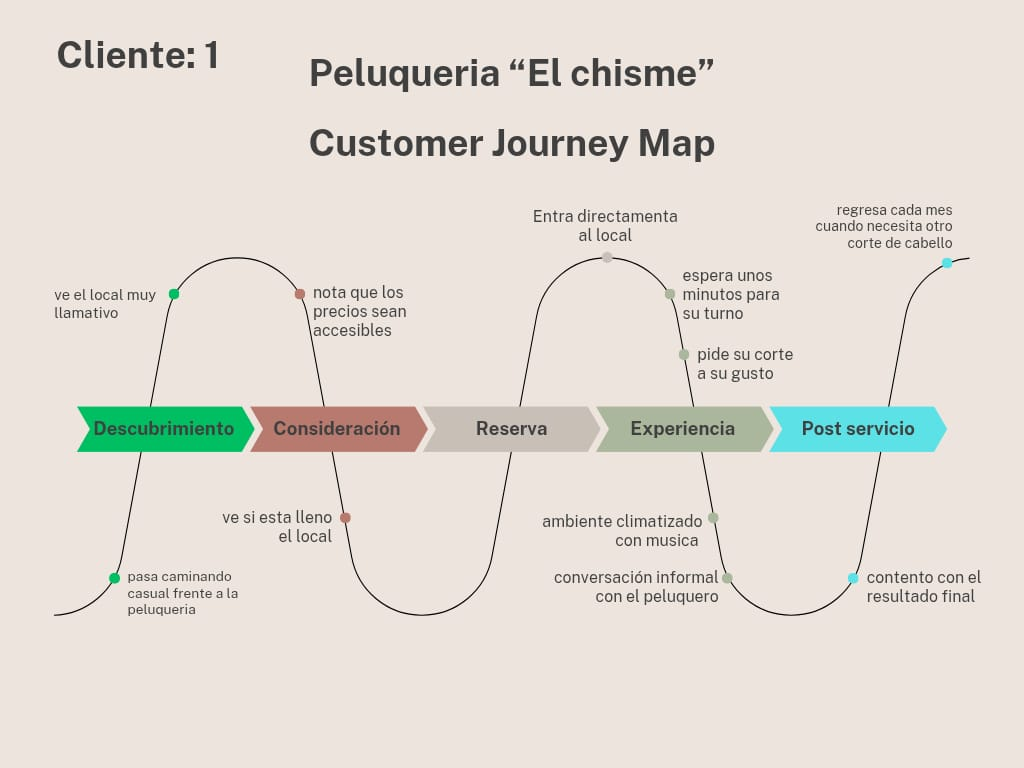 Cliente: 1
Peluqueria “El chisme”
Customer Journey Map
ve el local muy
llamativo
nota que los
precios sean
accesibles
Entra directamenta
al local
espera unos
minutos para
su turno
pide su corte
a su gusto
regresa cada mes
cuando necesita otro
corte de cabello
Descubrimiento
Consideración
Reserva
Experiencia
Post servicio
pasa caminando
casual frente a la
peluqueria
ve si esta lleno
el local
ambiente climatizado
con musica
conversación informal
con el peluquero
contento con el
resultado final